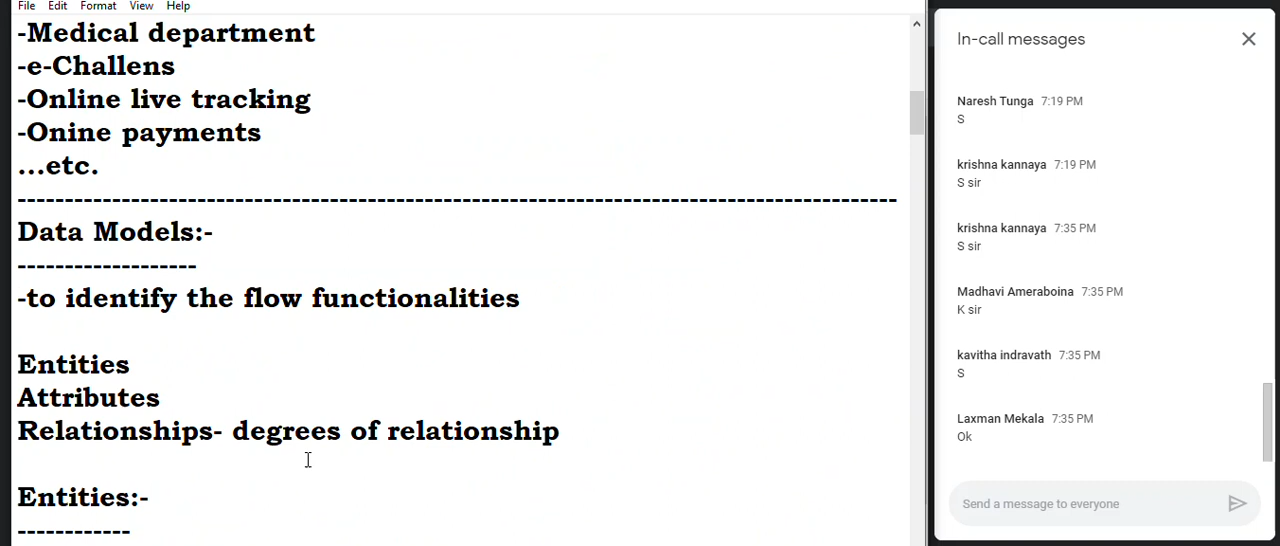 File Edit Format View Help
-Medical department
-e-Challens
-Online live tracking
-Onine payments
...etc.
---------------------------------------------------------------------------------------------
Data Models:-
-------------------
-to identify the flow functionalities
Entities
Attributes
Relationships- degrees of relationship
Entities:-
------------
In-call messages
Naresh Tunga 7:19 PM
S
krishna kannaya 7:19 PM
S sir
krishna kannaya 7:35 PM
S sir
Madhavi Ameraboina 7:35 PM
K sir
kavitha indravath 7:35 PM
S
Laxman Mekala 7:35 PM
Ok
Send a message to everyone